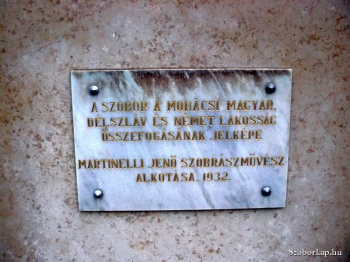 A SZOBOR A MOHÁCSI MAGYAR,
DÉLSZLÁV ÉS NÉMET LAKOSSÁG
ÖSSZEFOGÁSÁNAK JELKÉPE
MARTINELLI JENŐ SZOBRÁSZMŰVÉSZ
ALKOTÁSA. 1932.
SzoborLap.hu